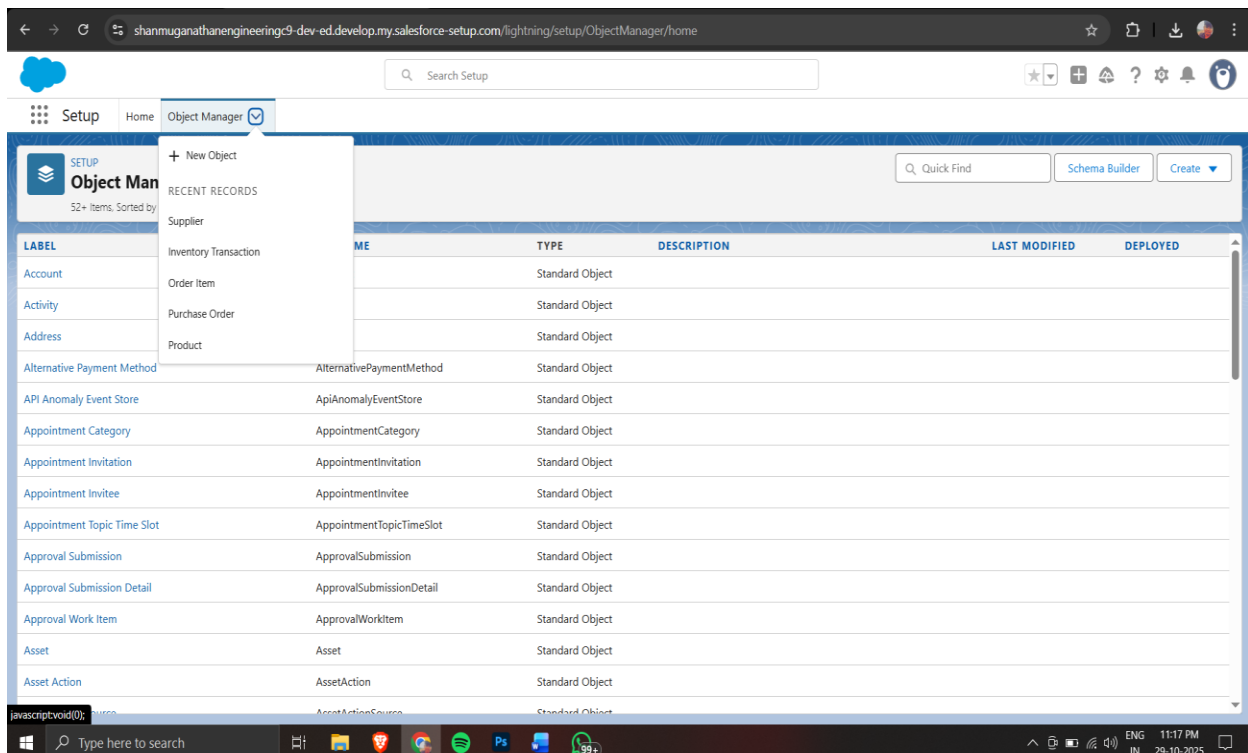 shanmuganathanengineeringc9-dev-ed.develop.my.salesforce-setup.com/lightning/setup/ObjectManager/home
Search Setup
Setup Home Object Manager
+ New Object
RECENT RECORDS
Supplier
Inventory Transaction
Order Item
Purchase Order
Product
SETUP
Object Man
52+ Items, Sorted by
Quick Find
Schema Builder
Create
LABEL ME TYPE DESCRIPTION LAST MODIFIED DEPLOYED
Account Standard Object
Activity Standard Object
Address Standard Object
Alternative Payment Method AlternativePaymentMethod Standard Object
API Anomaly Event Store ApiAnomalyEventStore Standard Object
Appointment Category AppointmentCategory Standard Object
Appointment Invitation AppointmentInvitation Standard Object
Appointment Invitee AppointmentInvitee Standard Object
Appointment Topic Time Slot AppointmentTopicTimeSlot Standard Object
Approval Submission ApprovalSubmission Standard Object
Approval Submission Detail ApprovalSubmissionDetail Standard Object
Approval Work Item ApprovalWorkItem Standard Object
Asset Asset Standard Object
Asset Action AssetAction Standard Object
AssetActionSource Standard Object
javascript:void(0);
Type here to search
Ps
99+
ENG
IN
11:17 PM
29-10-2025